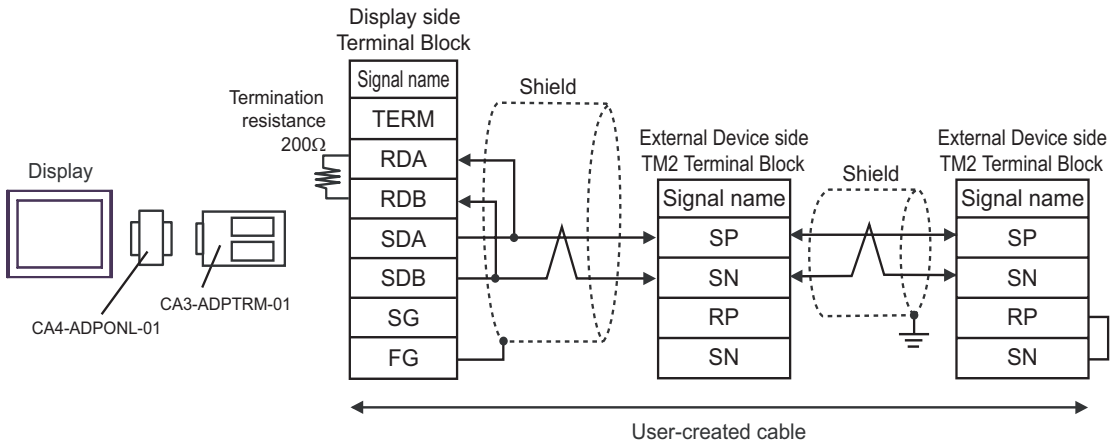 Display side
Terminal Block
Signal name
TERM
RDA
RDB
SDA
SDB
SG
FG
Termination
resistance
200Ω
Shield
Display
CA4-ADPONL-01
CA3-ADPTRM-01
External Device side
TM2 Terminal Block
Signal name
SP
SN
RP
SN
Shield
External Device side
TM2 Terminal Block
Signal name
SP
SN
RP
SN
User-created cable